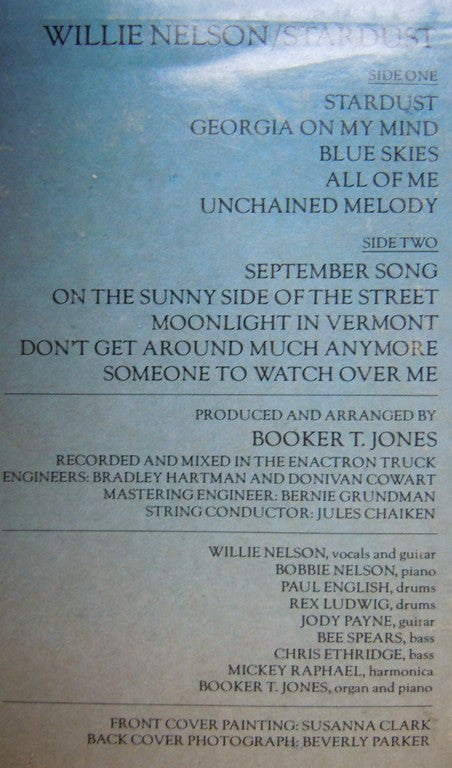 WILLIE NELSON/STARDUST
SIDE ONE
STARDUST
GEORGIA ON MY MIND
BLUE SKIES
ALL OF ME
UNCHAINED MELODY
SIDE TWO
SEPTEMBER SONG
ON THE SUNNY SIDE OF THE STREET
MOONLIGHT IN VERMONT
DON'T GET AROUND MUCH ANYMORE
SOMEONE TO WATCH OVER ME
PRODUCED AND ARRANGED BY
BOOKER T. JONES
RECORDED AND MIXED IN THE ENACTRON TRUCK
ENGINEERS: BRADLEY HARTMAN AND DONIVAN COWART
MASTERING ENGINEER: BERNIE GRUNDMAN
STRING CONDUCTOR: JULES CHAIKEN
WILLIE NELSON, vocals and guitar
BOBBIE NELSON, piano
PAUL ENGLISH, drums
REX LUDWIG, drums
JODY PAYNE, guitar
BEE SPEARS, bass
CHRIS ETHRIDGE, bass
MICKEY RAPHAEL, harmonica
BOOKER T. JONES, organ and piano
FRONT COVER PAINTING: SUSANNA CLARK
BACK COVER PHOTOGRAPH: BEVERLY PARKER